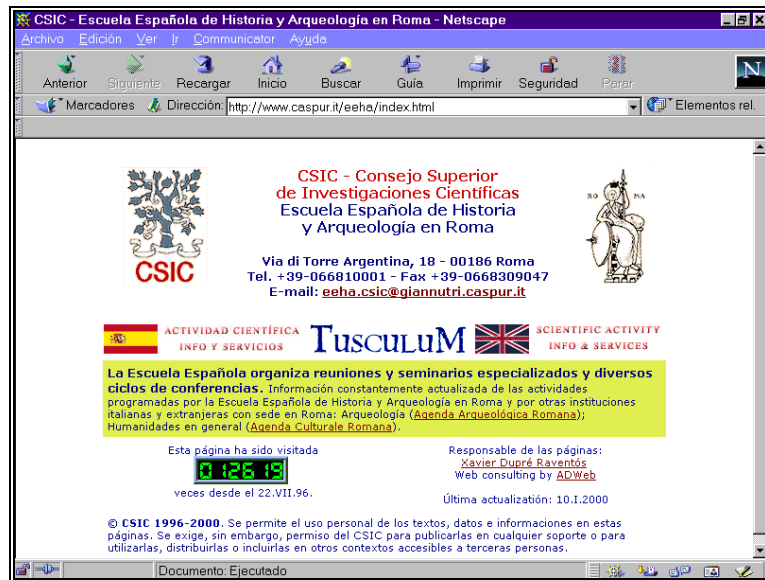 CSIC - Escuela Española de Historia y Arqueología en Roma - Netscape
Archivo Edición Ver Ir Communicator Ayuda
Anterior Siguiente Recargar Inicio Buscar Guía Imprimir Seguridad Parar
N
Marcadores Dirección: http://www.caspur.it/eeha/index.html Elementos rel.
CSIC - Consejo Superior
de Investigaciones Científicas
Escuela Española de Historia
y Arqueología en Roma
RO MA
CSIC
Via di Torre Argentina, 18 - 00186 Roma
Tel. +39-066810001 - Fax +39-0668309047
E-mail: eeha.csic@giannutri.caspur.it
ACTIVIDAD CIENTÍFICA
INFO Y SERVICIOS
TUSCULUM
SCIENTIFIC ACTIVITY
INFO & SERVICES
La Escuela Española organiza reuniones y seminarios especializados y diversos
ciclos de conferencias. Información constantemente actualizada de las actividades
programadas por la Escuela Española de Historia y Arqueología en Roma y por otras instituciones
italianas y extranjeras con sede en Roma: Arqueología (Agenda Arqueológica Romana);
Humanidades en general (Agenda Culturale Romana).
Esta página ha sido visitada
012619
veces desde el 22.VII.96.
Responsable de las páginas:
Xavier Dupré Raventós
Web consulting by ADWeb
Última actualizatión: 10.I.2000
© CSIC 1996-2000. Se permite el uso personal de los textos, datos e informaciones en estas
páginas. Se exige, sin embargo, permiso del CSIC para publicarlas en cualquier soporte o para
utilizarlas, distribuirlas o incluirlas en otros contextos accesibles a terceras personas.
Documento: Ejecutado